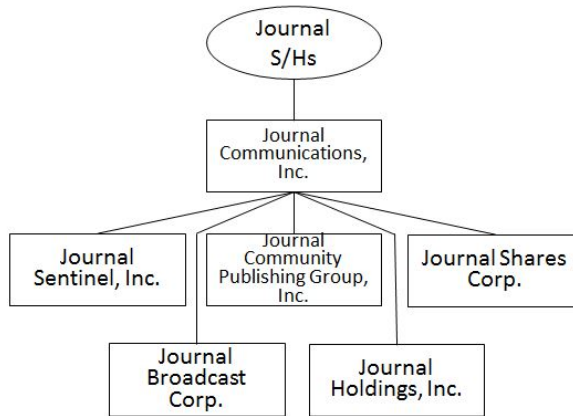 Journal
S/Hs
Journal
Communications,
Inc.
Journal
Sentinel, Inc.
Journal
Community
Publishing Group,
Inc.
Journal Shares
Corp.
Journal
Broadcast
Corp.
Journal
Holdings, Inc.